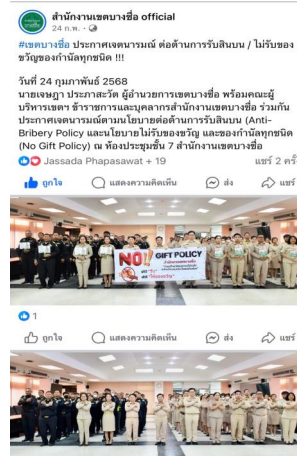 สำนักงานเขตบางซื่อ official
24 ก.พ.
#เขตบางซื่อ ประกาศเจตนารมณ์ ต่อต้านการรับสินบน / ไม่รับของ
ขวัญของกำนัลทุกชนิด !!!
วันที่ 24 กุมภาพันธ์ 2568
นายเจษฎา ประภาสะวัต ผู้อำนวยการเขตบางซื่อ พร้อมคณะผู้
บริหารเขตฯ ข้าราชการและบุคลากรสำนักงานเขตบางซื่อ ร่วมกัน
ประกาศเจตนารมณ์ตามนโยบายต่อต้านการรับสินบน (Anti-
Bribery Policy และนโยบายไม่รับของขวัญ และของกำนัลทุกชนิด
(No Gift Policy) ณ ห้องประชุมชั้น 7 สำนักงานเขตบางซื่อ
Jassada Phapasawat + 19
แชร์ 2 ครั้
ถูกใจ แสดงความคิดเห็น ส่ง แชร์
NO!! GIFT POLICY
1
ถูกใจ แสดงความคิดเห็น ส่ง แชร์